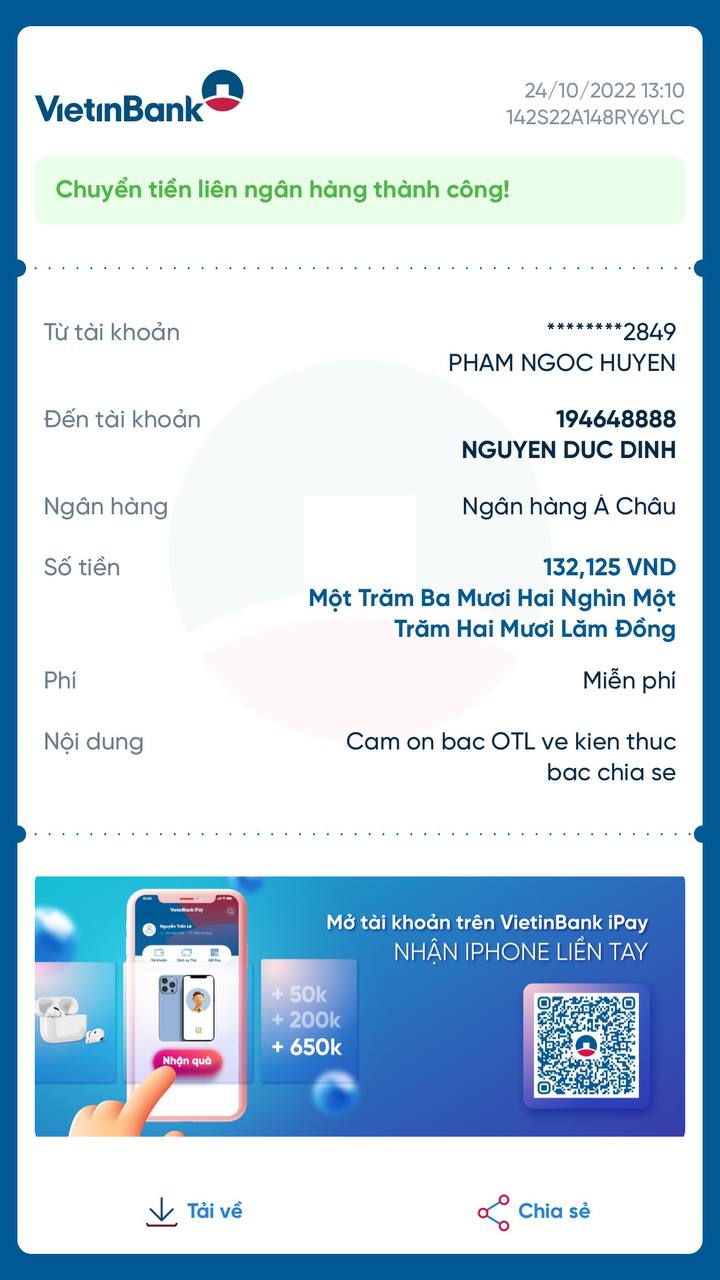 VietinBank
24/10/2022 13:10
142S22A148RY6YLC
Chuyển tiền liên ngân hàng thành công!
Từ tài khoản
********2849
PHAM NGOC HUYEN
Đến tài khoản
194648888
NGUYEN DUC DINH
Ngân hàng
Ngân hàng Á Châu
Số tiền
132,125 VND
Một Trăm Ba Mươi Hai Nghìn Một
Trăm Hai Mươi Lăm Đồng
Phí
Miễn phí
Nội dung
Cam on bac OTL ve kien thuc
bac chia se
VietinBank iPay
Nguyễn Trần Lê
Tài khoản
Dịch vụ Thẻ
QR Pay
Nhận quà
+ 50k
+ 200k
+ 650k
Mở tài khoản trên VietinBank iPay
NHẬN IPHONE LIỀN TAY
Tải về
Chia sẻ